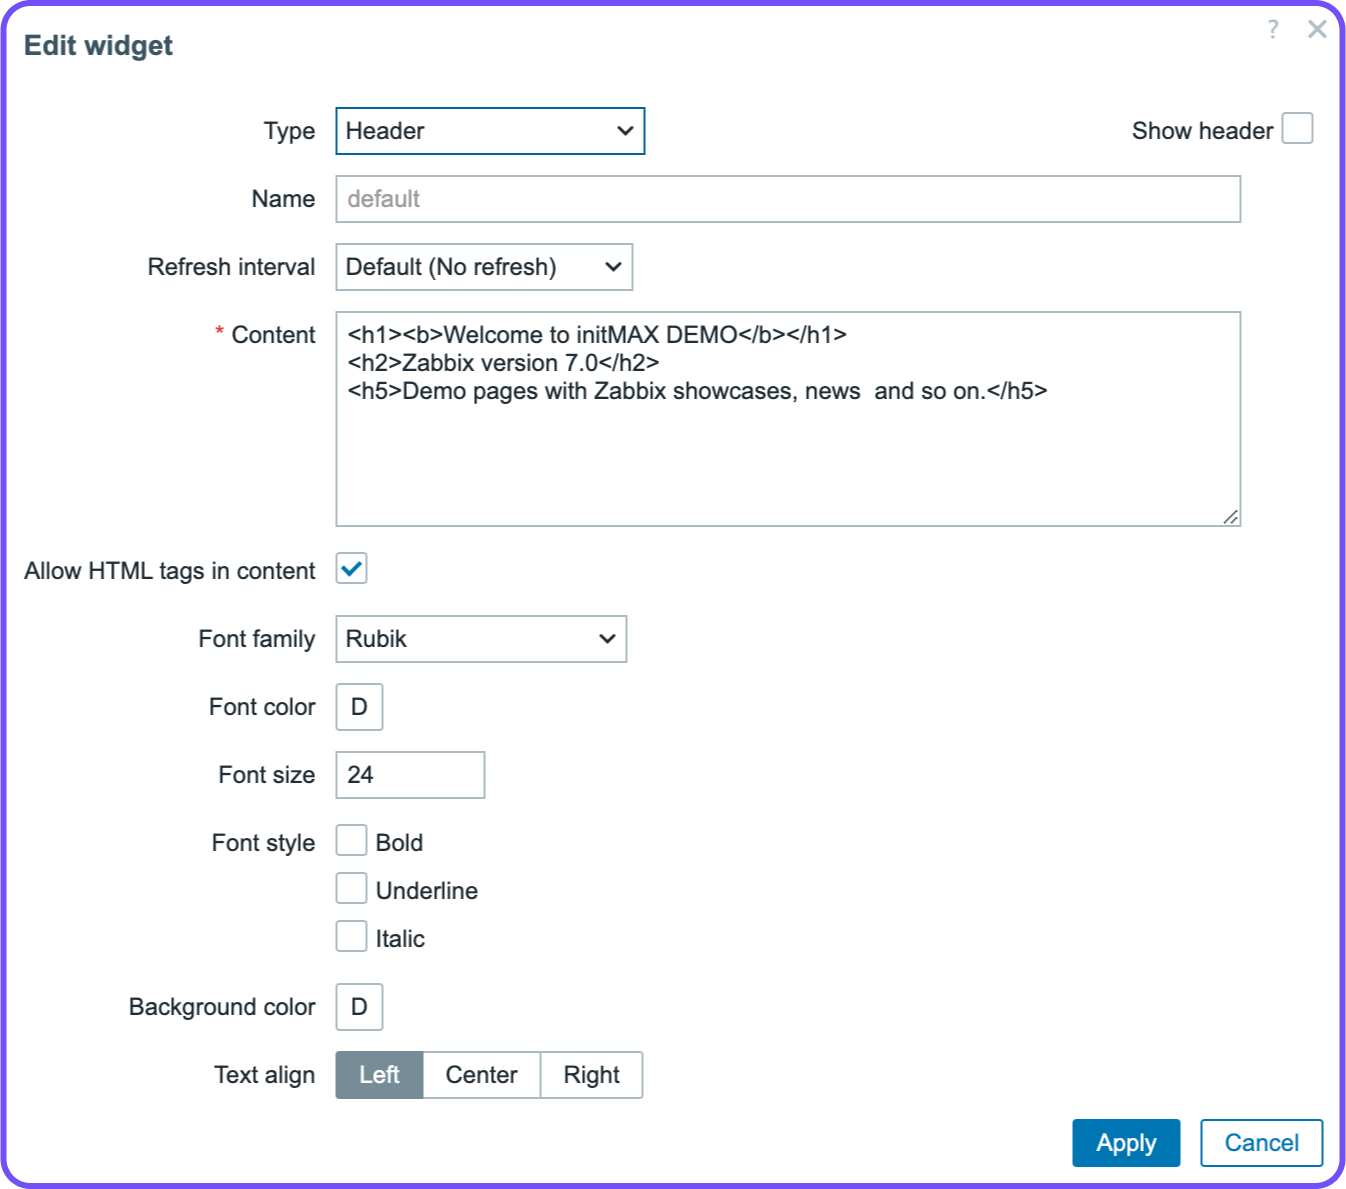 Edit widget
?
Type Header Show header
Name default
Refresh interval Default (No refresh)
* Content <h1><b>Welcome to initMAX DEMO</b></h1>
<h2>Zabbix version 7.0</h2>
<h5>Demo pages with Zabbix showcases, news  and so on.</h5>
Allow HTML tags in content
Font family Rubik
Font color D
Font size 24
Font style Bold
Underline
Italic
Background color D
Text align Left Center Right
Apply Cancel